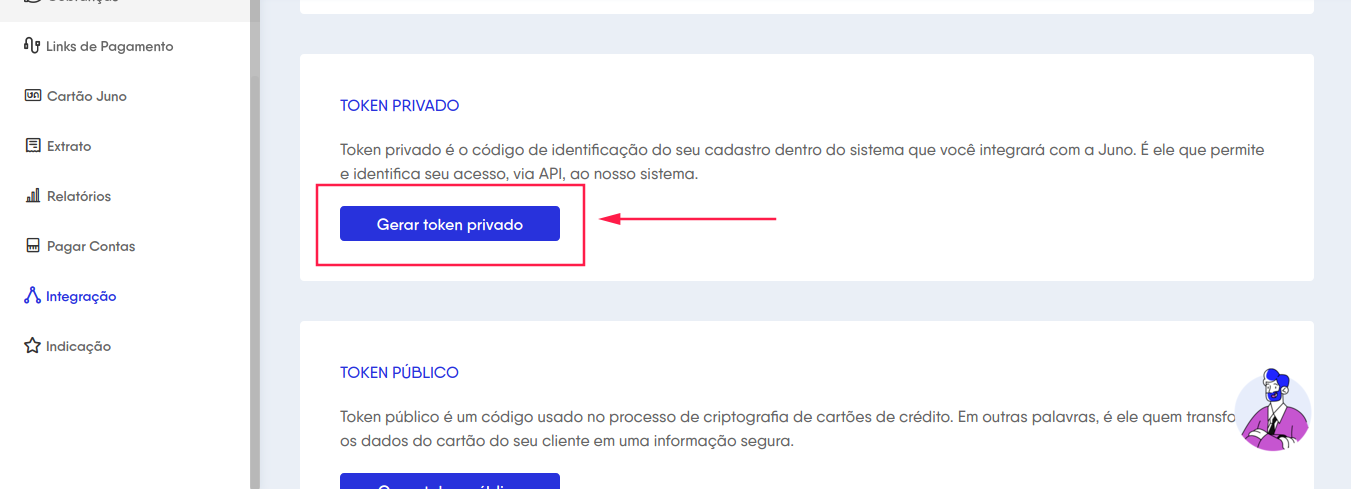 Links de Pagamento
Cartão Juno
Extrato
Relatórios
Pagar Contas
Integração
Indicação
TOKEN PRIVADO
Token privado é o código de identificação do seu cadastro dentro do sistema que você integrará com a Juno. É ele que permite
e identifica seu acesso, via API, ao nosso sistema.
Gerar token privado
TOKEN PÚBLICO
Token público é um código usado no processo de criptografia de cartões de crédito. Em outras palavras, é ele quem transfo
os dados do cartão do seu cliente em uma informação segura.